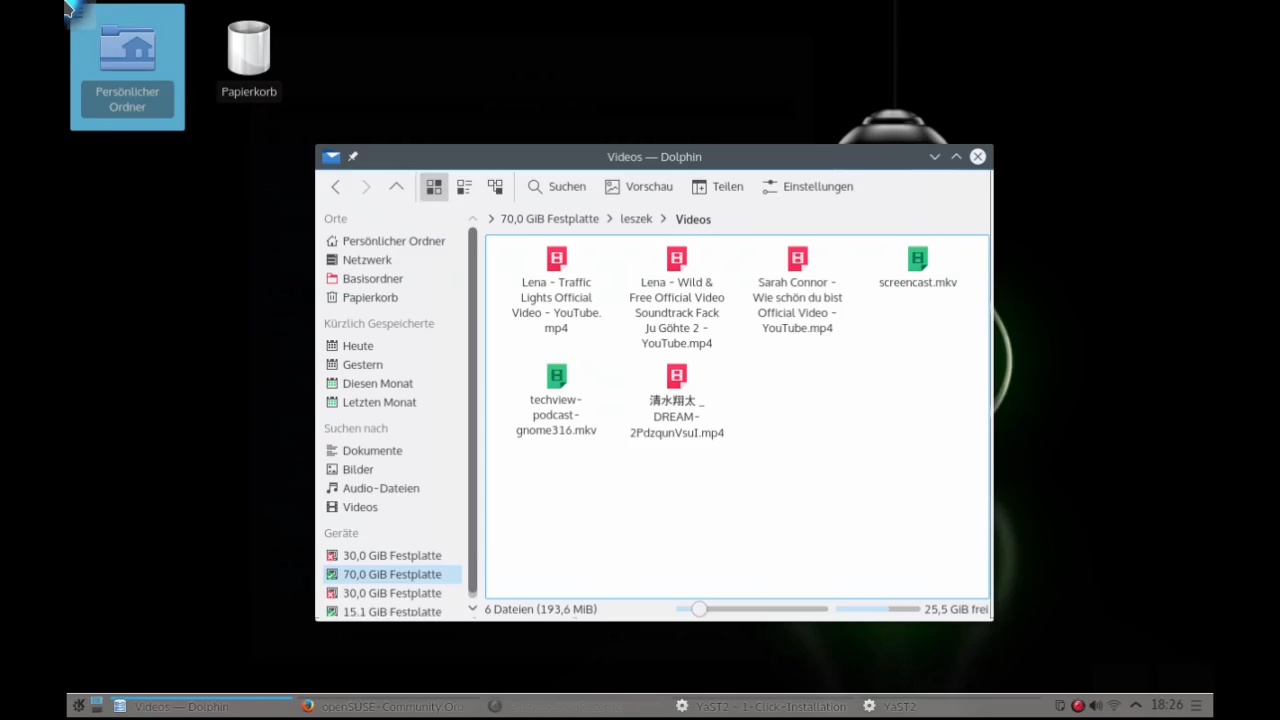 Persönlicher
Ordner
Papierkorb
Videos — Dolphin
Suchen
Vorschau
Teilen
Einstellungen
Orte
Persönlicher Ordner
Netzwerk
Basisordner
Papierkorb
Kürzlich Gespeicherte
Heute
Gestern
Diesen Monat
Letzten Monat
Suchen nach
Dokumente
Bilder
Audio-Dateien
Videos
Geräte
30,0 GiB Festplatte
70,0 GiB Festplatte
30,0 GiB Festplatte
15.1 GiB Festplatte
70,0 GiB Festplatte > leszek > Videos
Lena - Traffic
Lights Official
Video - YouTube.
mp4
Lena - Wild &
Free Official Video
Soundtrack Fack
Ju Göhte 2 -
YouTube.mp4
Sarah Connor -
Wie schön du bist
Official Video -
YouTube.mp4
screencast.mkv
techview-
podcast-
gnome316.mkv
清水翔太 _
DREAM-
2PdzqunVsuI.mp4
6 Dateien (193,6 MiB)
25,5 GiB frei
Videos — Dolphin
openSUSE-Community.Org
YaST2 - 1-Click-Installation
YaST2
18:26